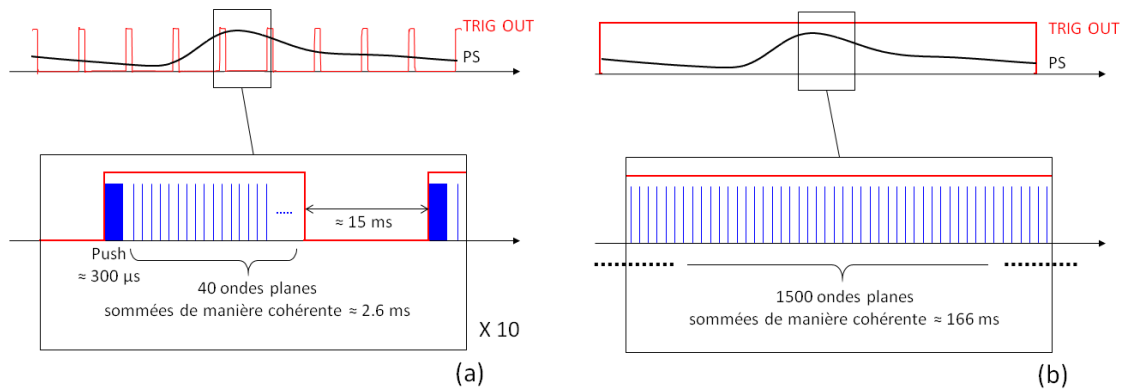 TRIG OUT
PS
≈ 15 ms
Push
≈ 300 µs
40 ondes planes
sommées de manière cohérente ≈ 2.6 ms
X 10
(a)
TRIG OUT
PS
1500 ondes planes
sommées de manière cohérente ≈ 166 ms
(b)